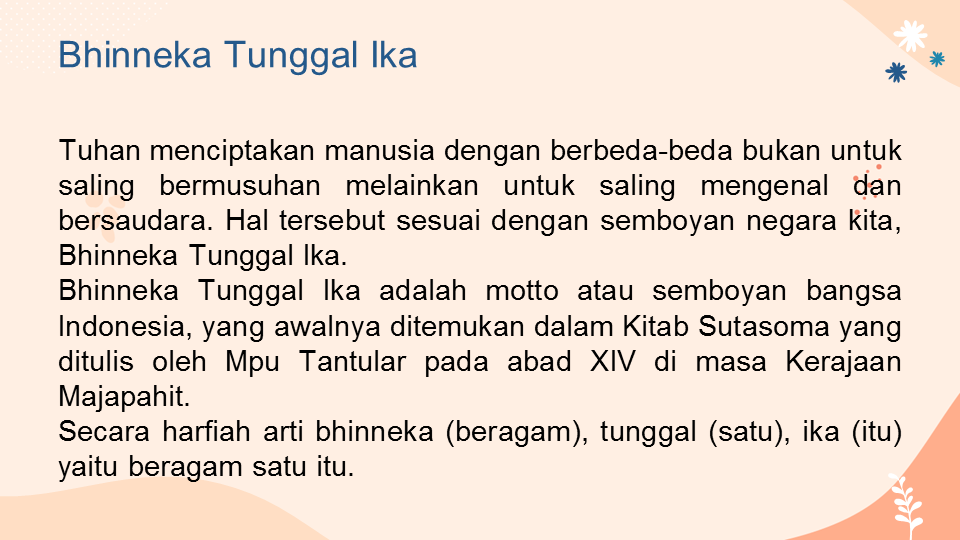 Bhinneka Tunggal Ika
Tuhan menciptakan manusia dengan berbeda-beda bukan untuk
saling bermusuhan melainkan untuk saling mengenal dan
bersaudara. Hal tersebut sesuai dengan semboyan negara kita,
Bhinneka Tunggal Ika.
Bhinneka Tunggal Ika adalah motto atau semboyan bangsa
Indonesia, yang awalnya ditemukan dalam Kitab Sutasoma yang
ditulis oleh Mpu Tantular pada abad XIV di masa Kerajaan
Majapahit.
Secara harfiah arti bhinneka (beragam), tunggal (satu), ika (itu)
yaitu beragam satu itu.